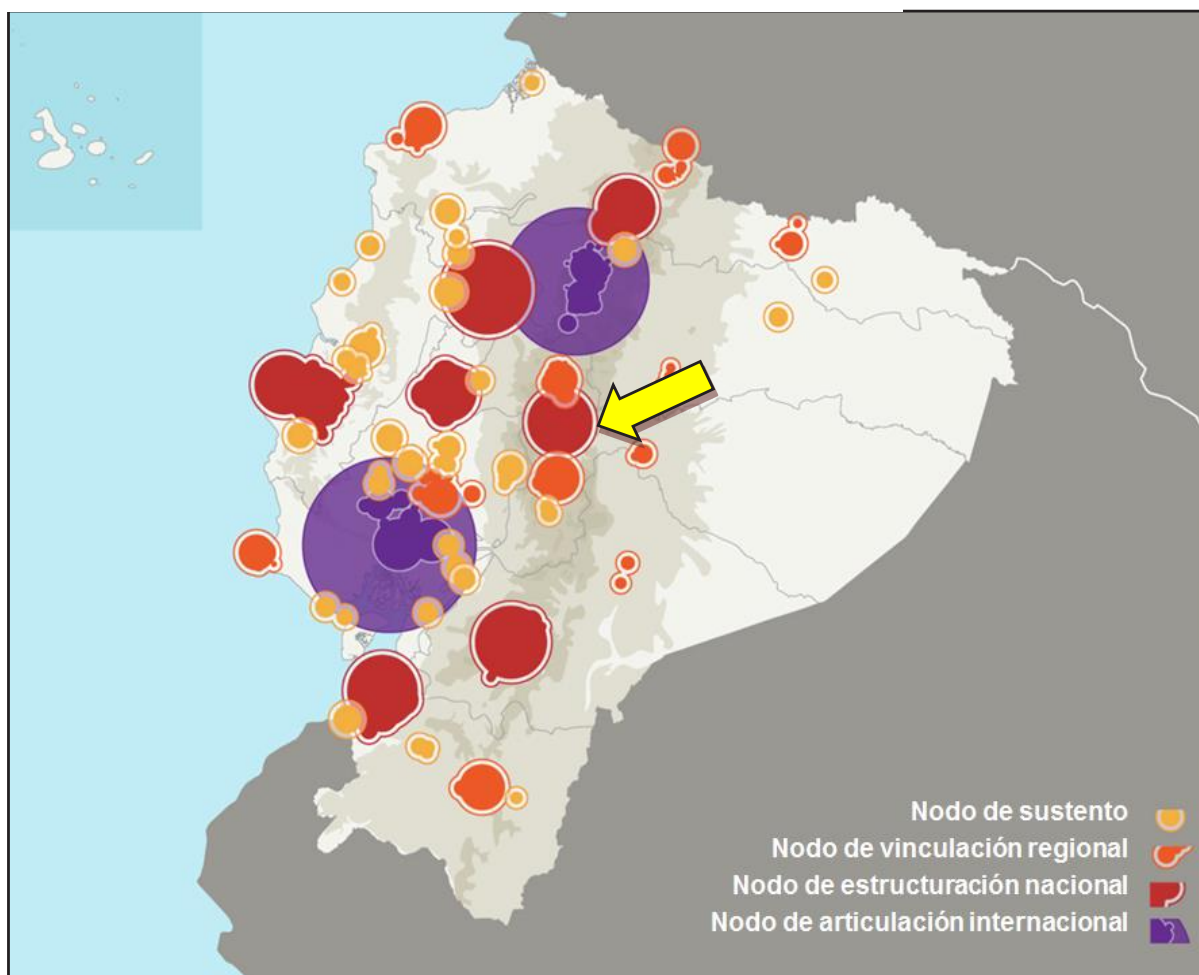 Nodo de sustento
Nodo de vinculación regional
Nodo de estructuración nacional
Nodo de articulación internacional